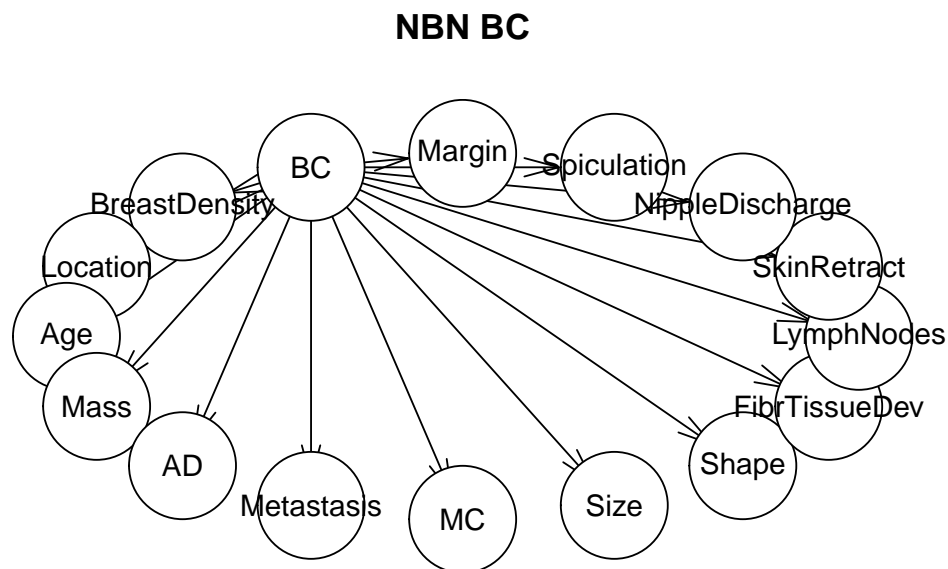 NBN BC
BC
Margin
Spiculation
BreastDensity
NippleDischarge
Location
SkinRetract
Age
LymphNodes
Mass
FibrTissueDev
AD
Shape
Metastasis
MC
Size